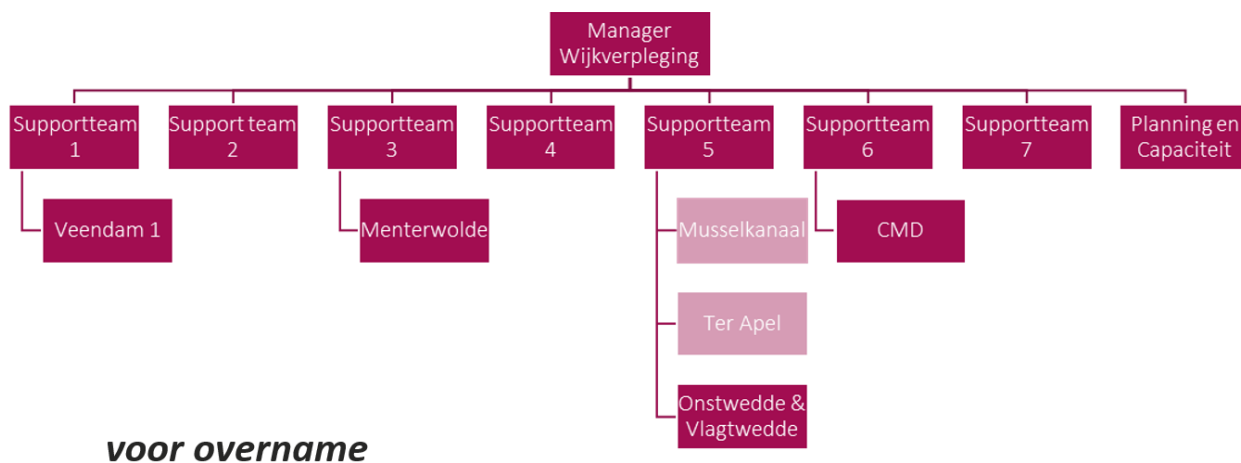 Manager
Wijkverpleging
Supportteam
1
Support team
2
Supportteam
3
Supportteam
4
Supportteam
5
Supportteam
6
Supportteam
7
Planning en
Capaciteit
Veendam 1
Menterwolde
Musselkanaal
CMD
Ter Apel
Onstwedde &
Vlagtwedde
voor overname